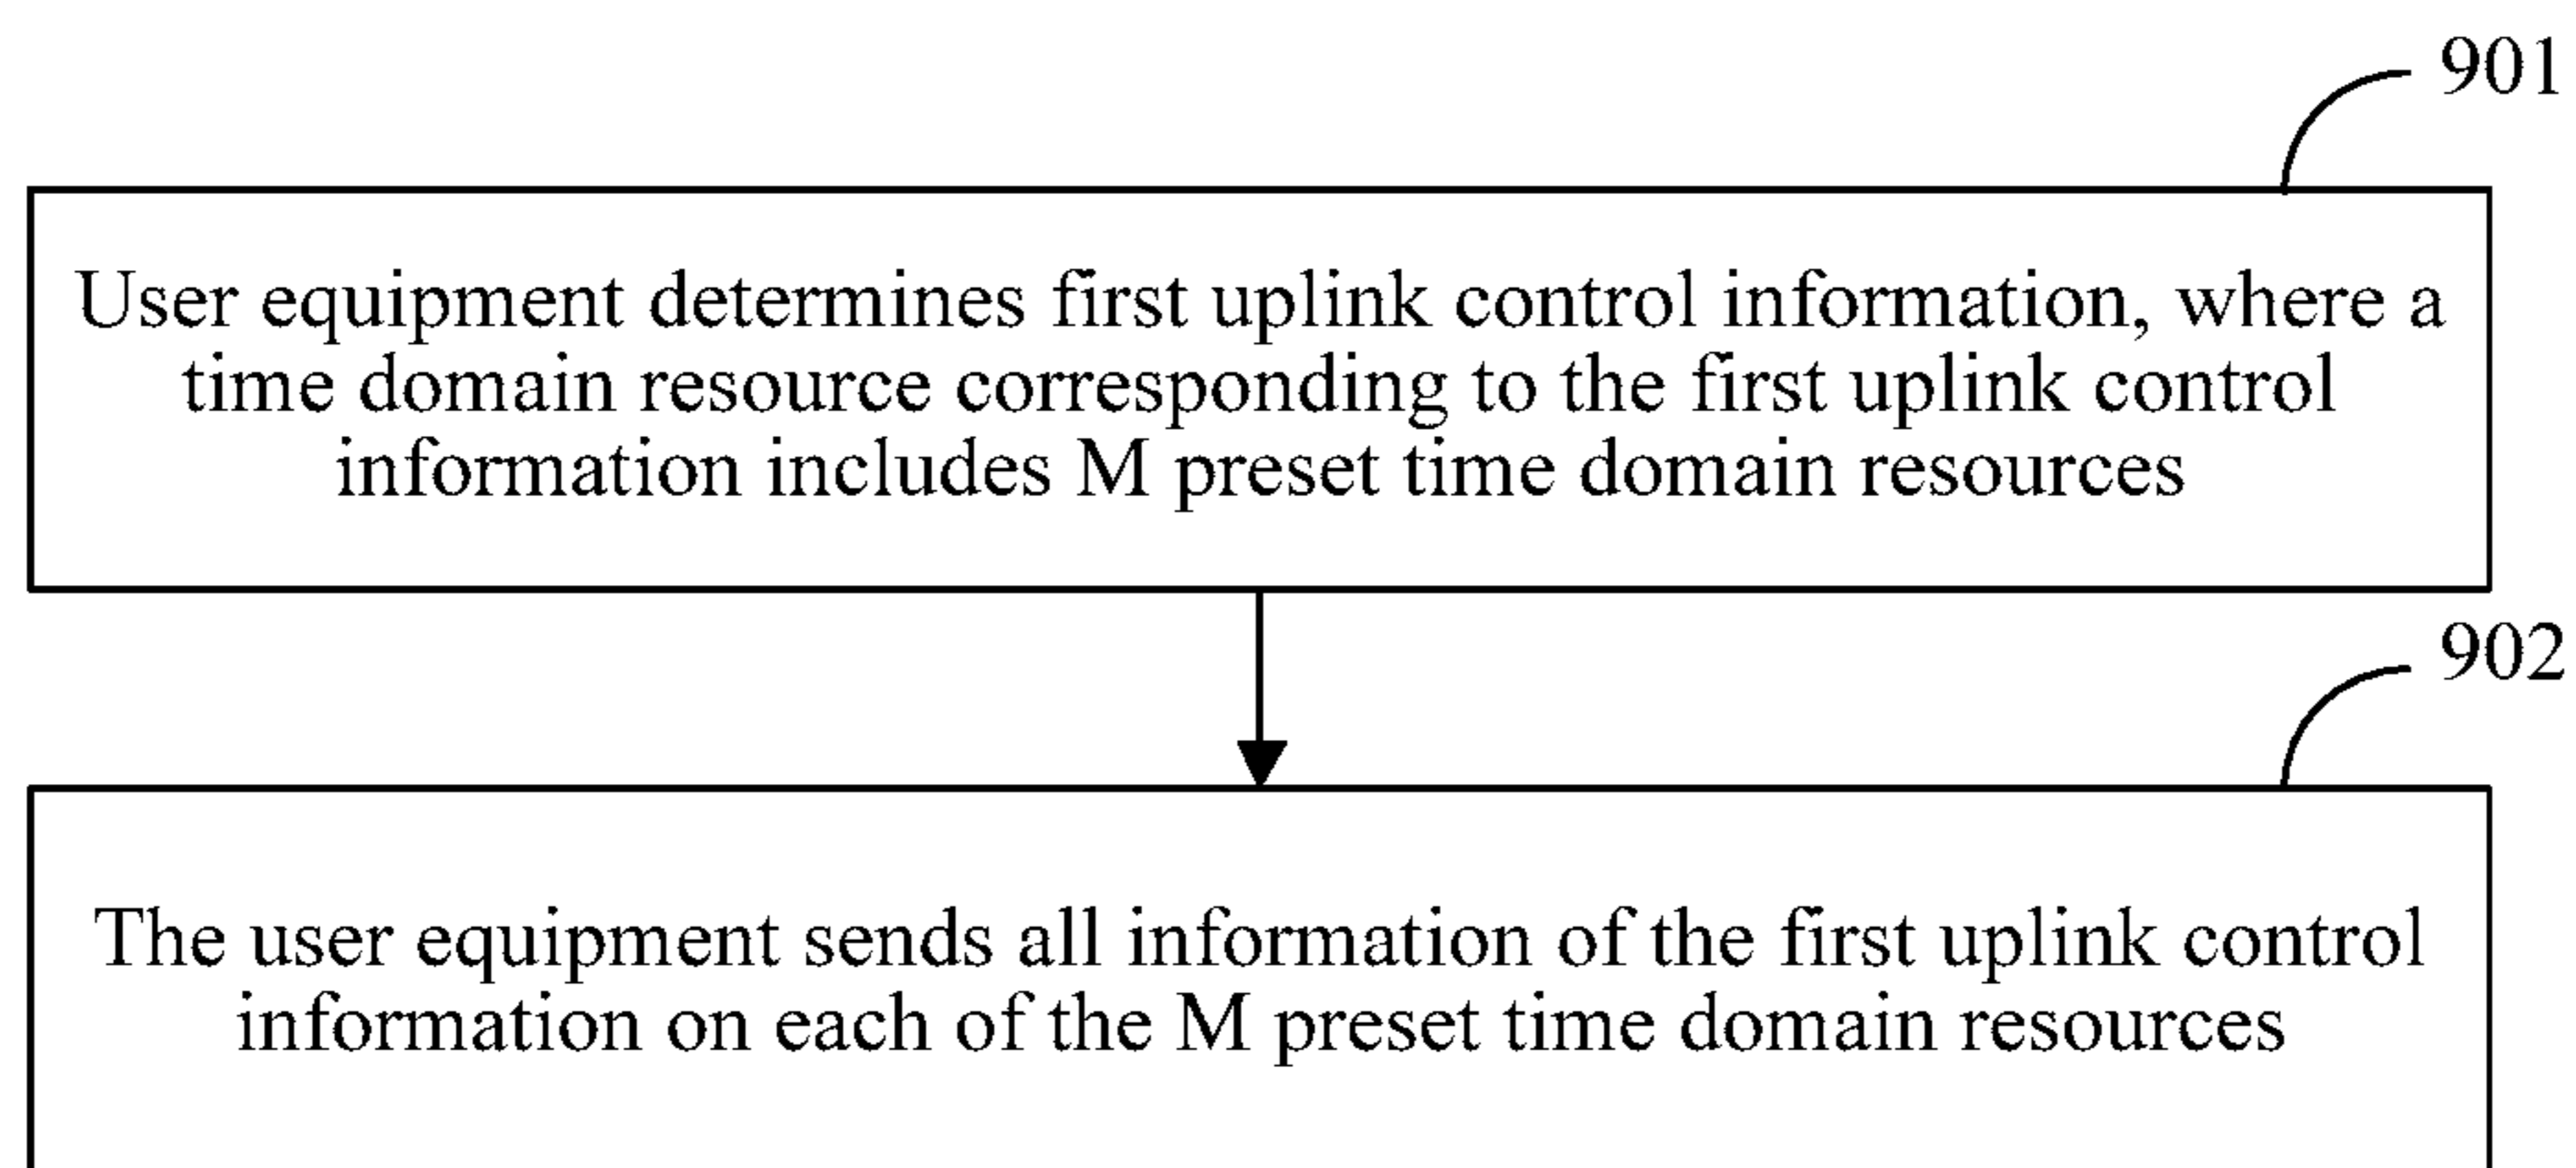 901
User equipment determines first uplink control information, where a
time domain resource corresponding to the first uplink control
information includes M preset time domain resources
902
The user equipment sends all information of the first uplink control
information on each of the M preset time domain resources